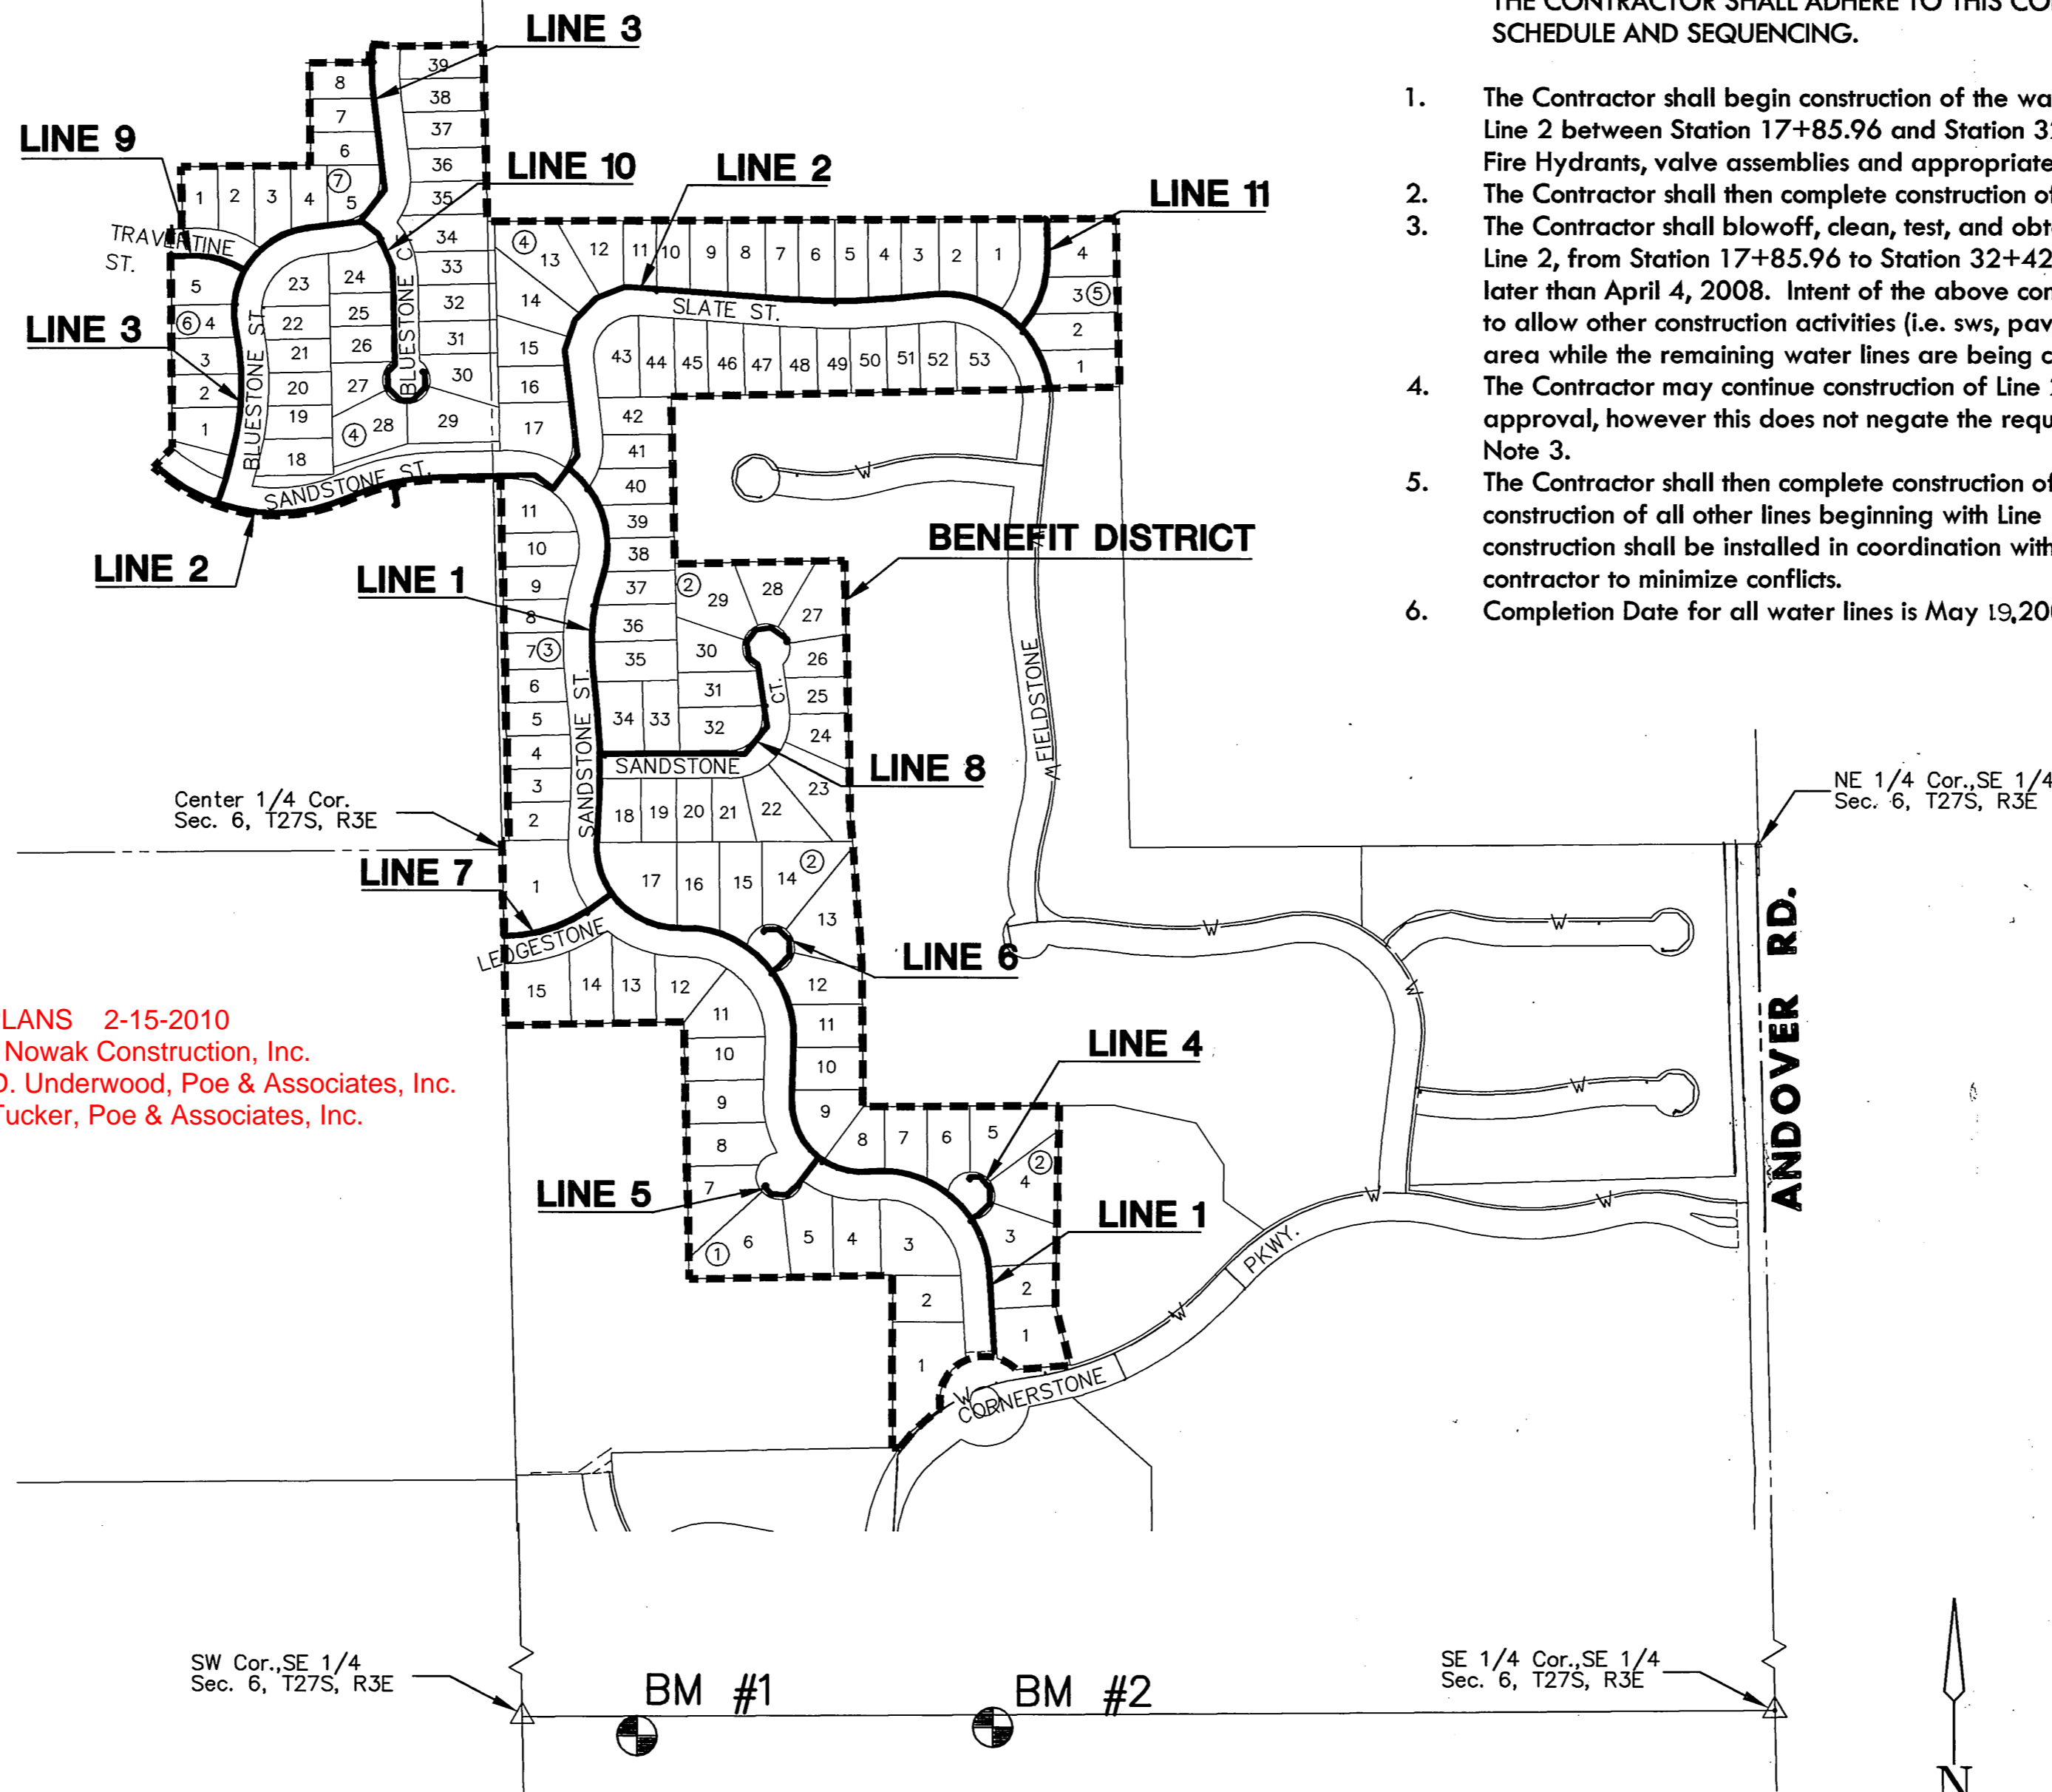 THE CONTRACTOR SHALL ADHERE TO THIS
SCHEDULE AND SEQUENCING.
1. The Contractor shall begin construction of the
Line 2 between Station 17+85.96 and Station
Fire Hydrants, valve assemblies and appropriate
2. The Contractor shall then complete construction of
3. The Contractor shall blowoff, clean, test, and
Line 2, from Station 17+85.96 to Station 32+42
later than April 4, 2008. Intent of the above
to allow other construction activities (i.e. sws,
area while the remaining water lines are being
4. The Contractor may continue construction of Line
approval, however this does not negate the
Note 3.
5. The Contractor shall then complete construction of
construction of all other lines beginning with Line
construction shall be installed in coordination with
contractor to minimize conflicts.
6. Completion Date for all water lines is May 19,
LINE 3
LINE 9
LINE 10
LINE 2
LINE 11
LINE 3
LINE 2
LINE 1
BENEFIT DISTRICT
LINE 8
LINE 7
LINE 6
LINE 4
LINE 5
LINE 1
TRAVERTINE
ST.
BLUESTONE ST.
BLUESTONE
SLATE ST.
SANDSTONE ST.
SANDSTONE ST.
SANDSTONE
CT.
LEDGESTONE
FIELDSTONE
CORNERSTONE
PKWY.
ANDOVER RD.
Center 1/4 Cor.
Sec. 6, T27S, R3E
NE 1/4 Cor.,SE 1/4
Sec. 6, T27S, R3E
2-15-2010
Nowak Construction, Inc.
Underwood, Poe & Associates, Inc.
Tucker, Poe & Associates, Inc.
SW Cor.,SE 1/4
Sec. 6, T27S, R3E
BM #1
BM #2
SE 1/4 Cor.,SE 1/4
Sec. 6, T27S, R3E
N